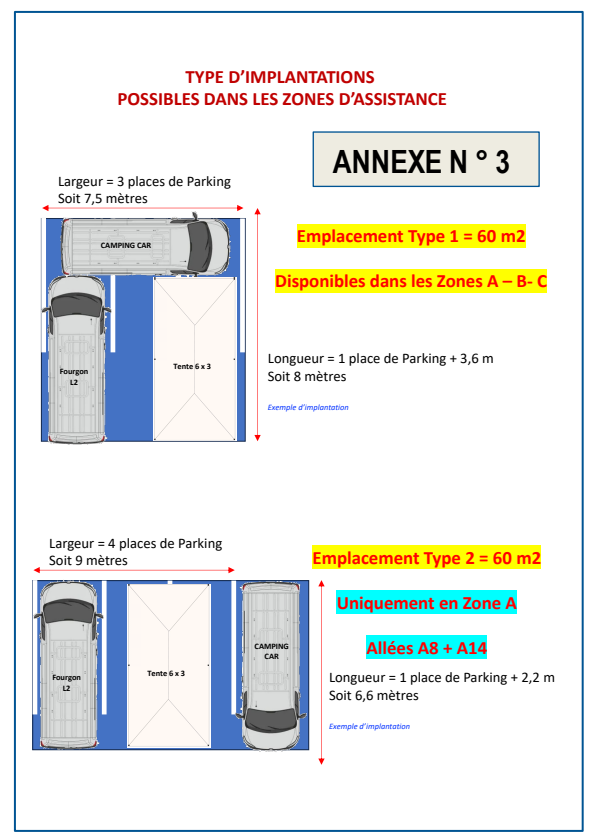 TYPE D'IMPLANTATIONS
POSSIBLES DANS LES ZONES D'ASSISTANCE
ANNEXE N ° 3
Largeur = 3 places de Parking
Soit 7,5 mètres
CAMPING CAR
Emplacement Type 1 = 60 m2
Disponibles dans les Zones A – B- C
Fourgon
L2
Tente 6 x 3
Longueur = 1 place de Parking + 3,6 m
Soit 8 mètres
Exemple d'implantation
Largeur = 4 places de Parking
Soit 9 mètres
Emplacement Type 2 = 60 m2
Uniquement en Zone A
Allées A8 + A14
Fourgon
L2
Tente 6 x 3
CAMPING
CAR
Longueur = 1 place de Parking + 2,2 m
Soit 6,6 mètres
Exemple d'implantation